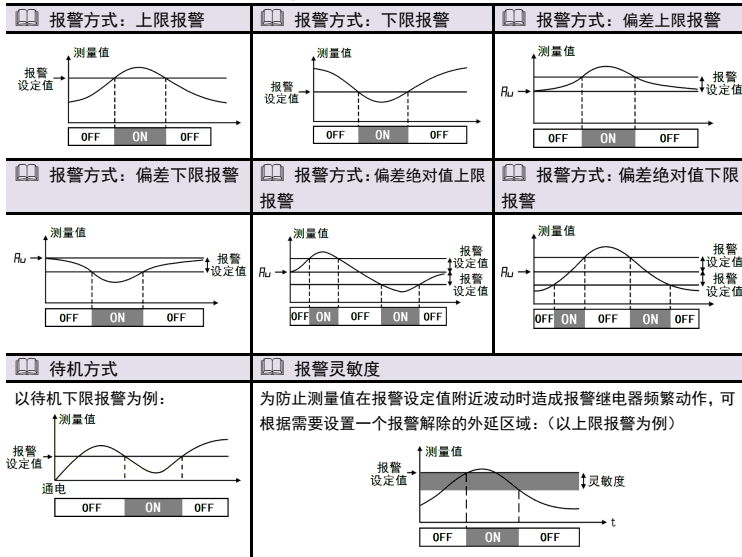 报警方式：上限报警
测量值
报警
设定值
OFF ON OFF
报警方式：下限报警
测量值
报警
设定值
OFF ON OFF
报警方式：偏差上限报警
测量值
Au
报警
设定值
OFF ON OFF
报警方式：偏差下限报警
测量值
Au
报警
设定值
OFF ON OFF
报警方式：偏差绝对值上限
报警
测量值
Au
报警
设定值
报警
设定值
OFF ON OFF ON OFF
报警方式：偏差绝对值下限
报警
测量值
Au
报警
设定值
报警
设定值
OFF ON OFF ON OFF
待机方式
以待机下限报警为例：
测量值
报警
设定值
通电
OFF ON OFF
报警灵敏度
为防止测量值在报警设定值附近波动时造成报警继电器频繁动作，可
根据需要设置一个报警解除的外延区域：（以上限报警为例）
测量值
报警
设定值
灵敏度
t
OFF ON OFF